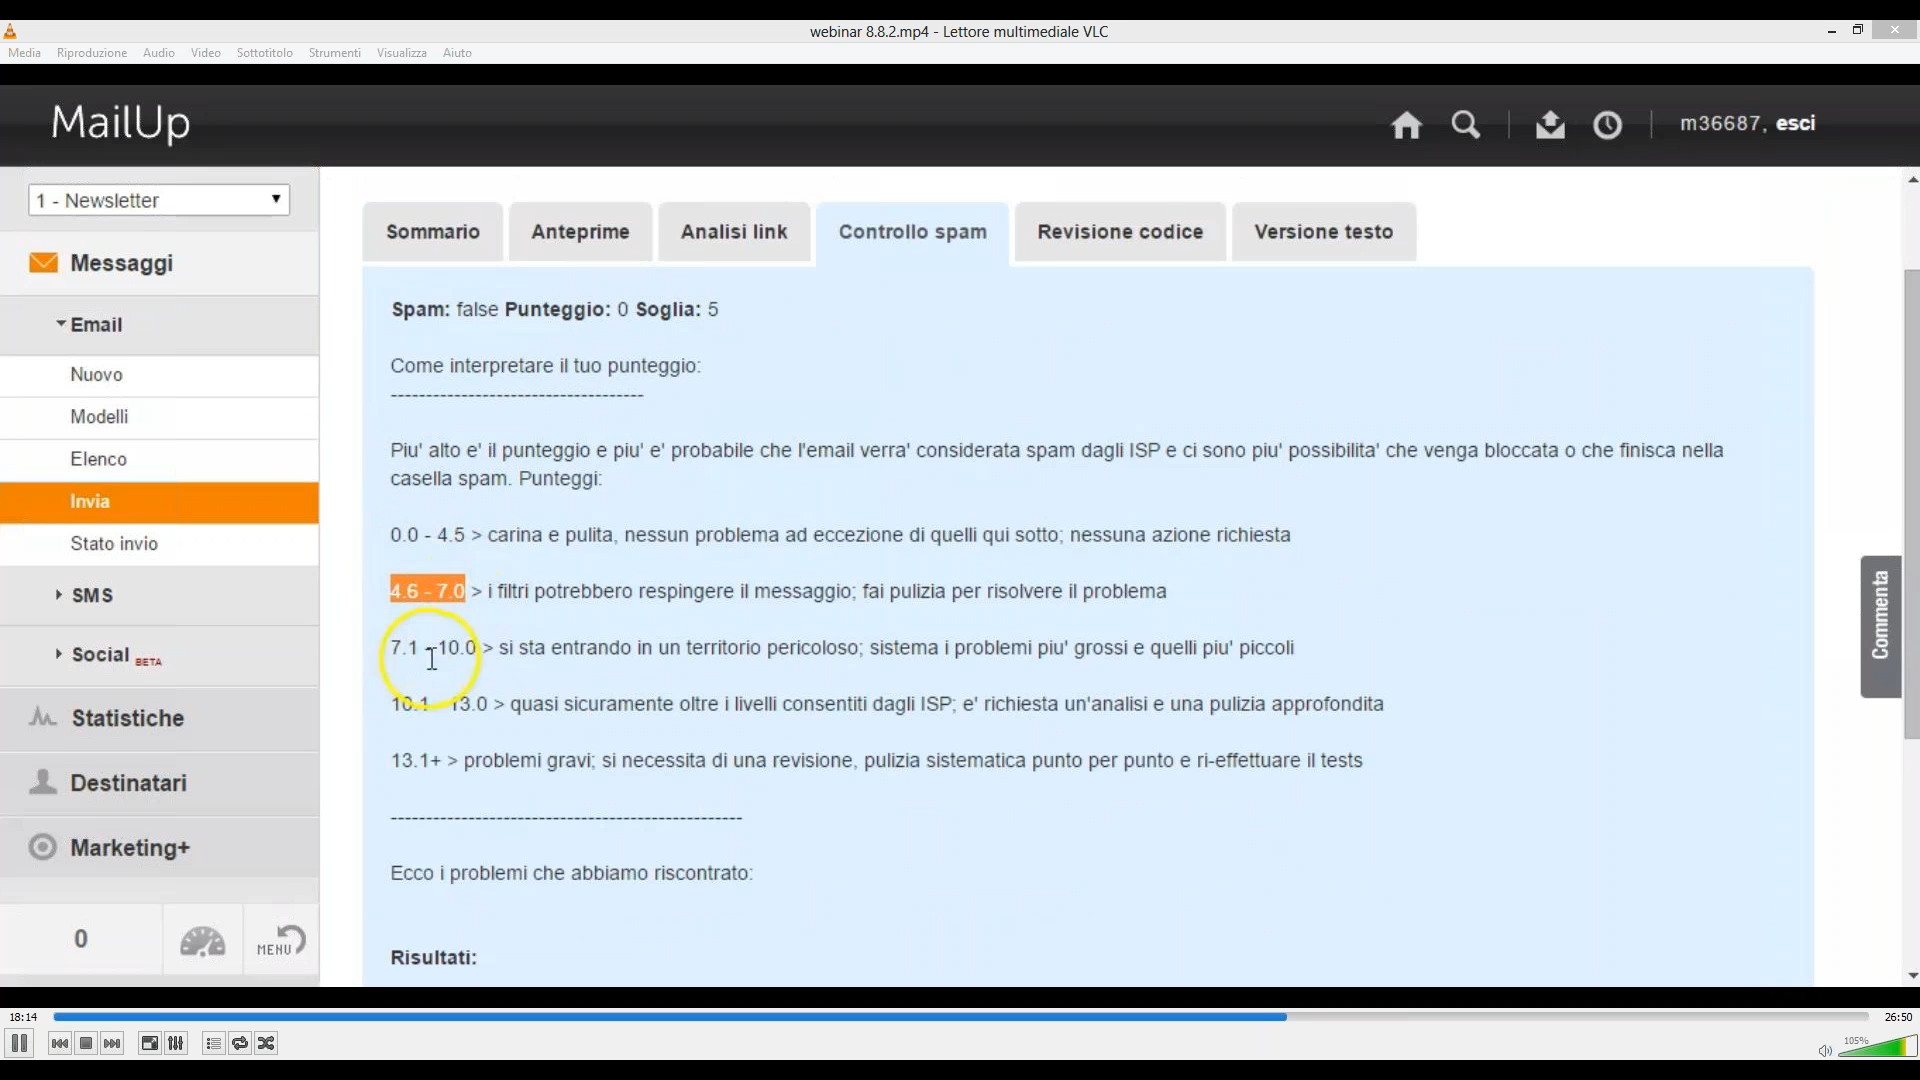 webinar 8.8.2.mp4 - Lettore multimediale VLC
Media Riproduzione Audio Video Sottotitolo Strumenti Visualizza Aiuto
MailUp
m36687, esci
1 - Newsletter
Messaggi
Email
Nuovo
Modelli
Elenco
Invia
Stato invio
SMS
Social BETA
Statistiche
Destinatari
Marketing+
0
MENU
Sommario
Anteprime
Analisi link
Controllo spam
Revisione codice
Versione testo
Spam: false Punteggio: 0 Soglia: 5
Come interpretare il tuo punteggio:
------------------------------------
Piu' alto e' il punteggio e piu' e' probabile che l'email verra' considerata spam dagli ISP e ci sono piu' possibilita' che venga bloccata o che finisca nella
casella spam. Punteggi:
0.0 - 4.5 > carina e pulita, nessun problema ad eccezione di quelli qui sotto; nessuna azione richiesta
4.6 - 7.0 > i filtri potrebbero respingere il messaggio; fai pulizia per risolvere il problema
7.1 - 10.0 > si sta entrando in un territorio pericoloso; sistema i problemi piu' grossi e quelli piu' piccoli
10.1 - 13.0 > quasi sicuramente oltre i livelli consentiti dagli ISP; e' richiesta un'analisi e una pulizia approfondita
13.1+ > problemi gravi; si necessita di una revisione, pulizia sistematica punto per punto e ri-effettuare il tests
--------------------------------------------------
Ecco i problemi che abbiamo riscontrato:
Risultati:
Commenta
18:14
26:50
105%